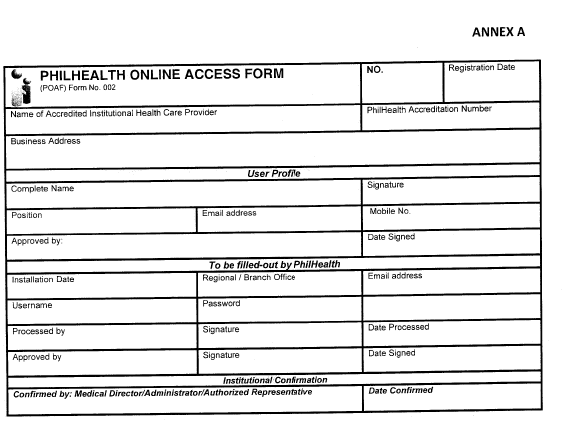 ANNEX A
PHILHEALTH ONLINE ACCESS FORM
(POAF) Form No. 002
NO.
Registration Date
Name of Accredited Institutional Health Care Provider
PhilHealth Accreditation Number
Business Address
User Profile
Complete Name
Signature
Position
Email address
Mobile No.
Approved by:
Date Signed
To be filled-out by PhilHealth
Installation Date
Regional / Branch Office
Email address
Username
Password
Processed by
Signature
Date Processed
Approved by
Signature
Date Signed
Institutional Confirmation
Confirmed by: Medical Director/Administrator/Authorized Representative
Date Confirmed